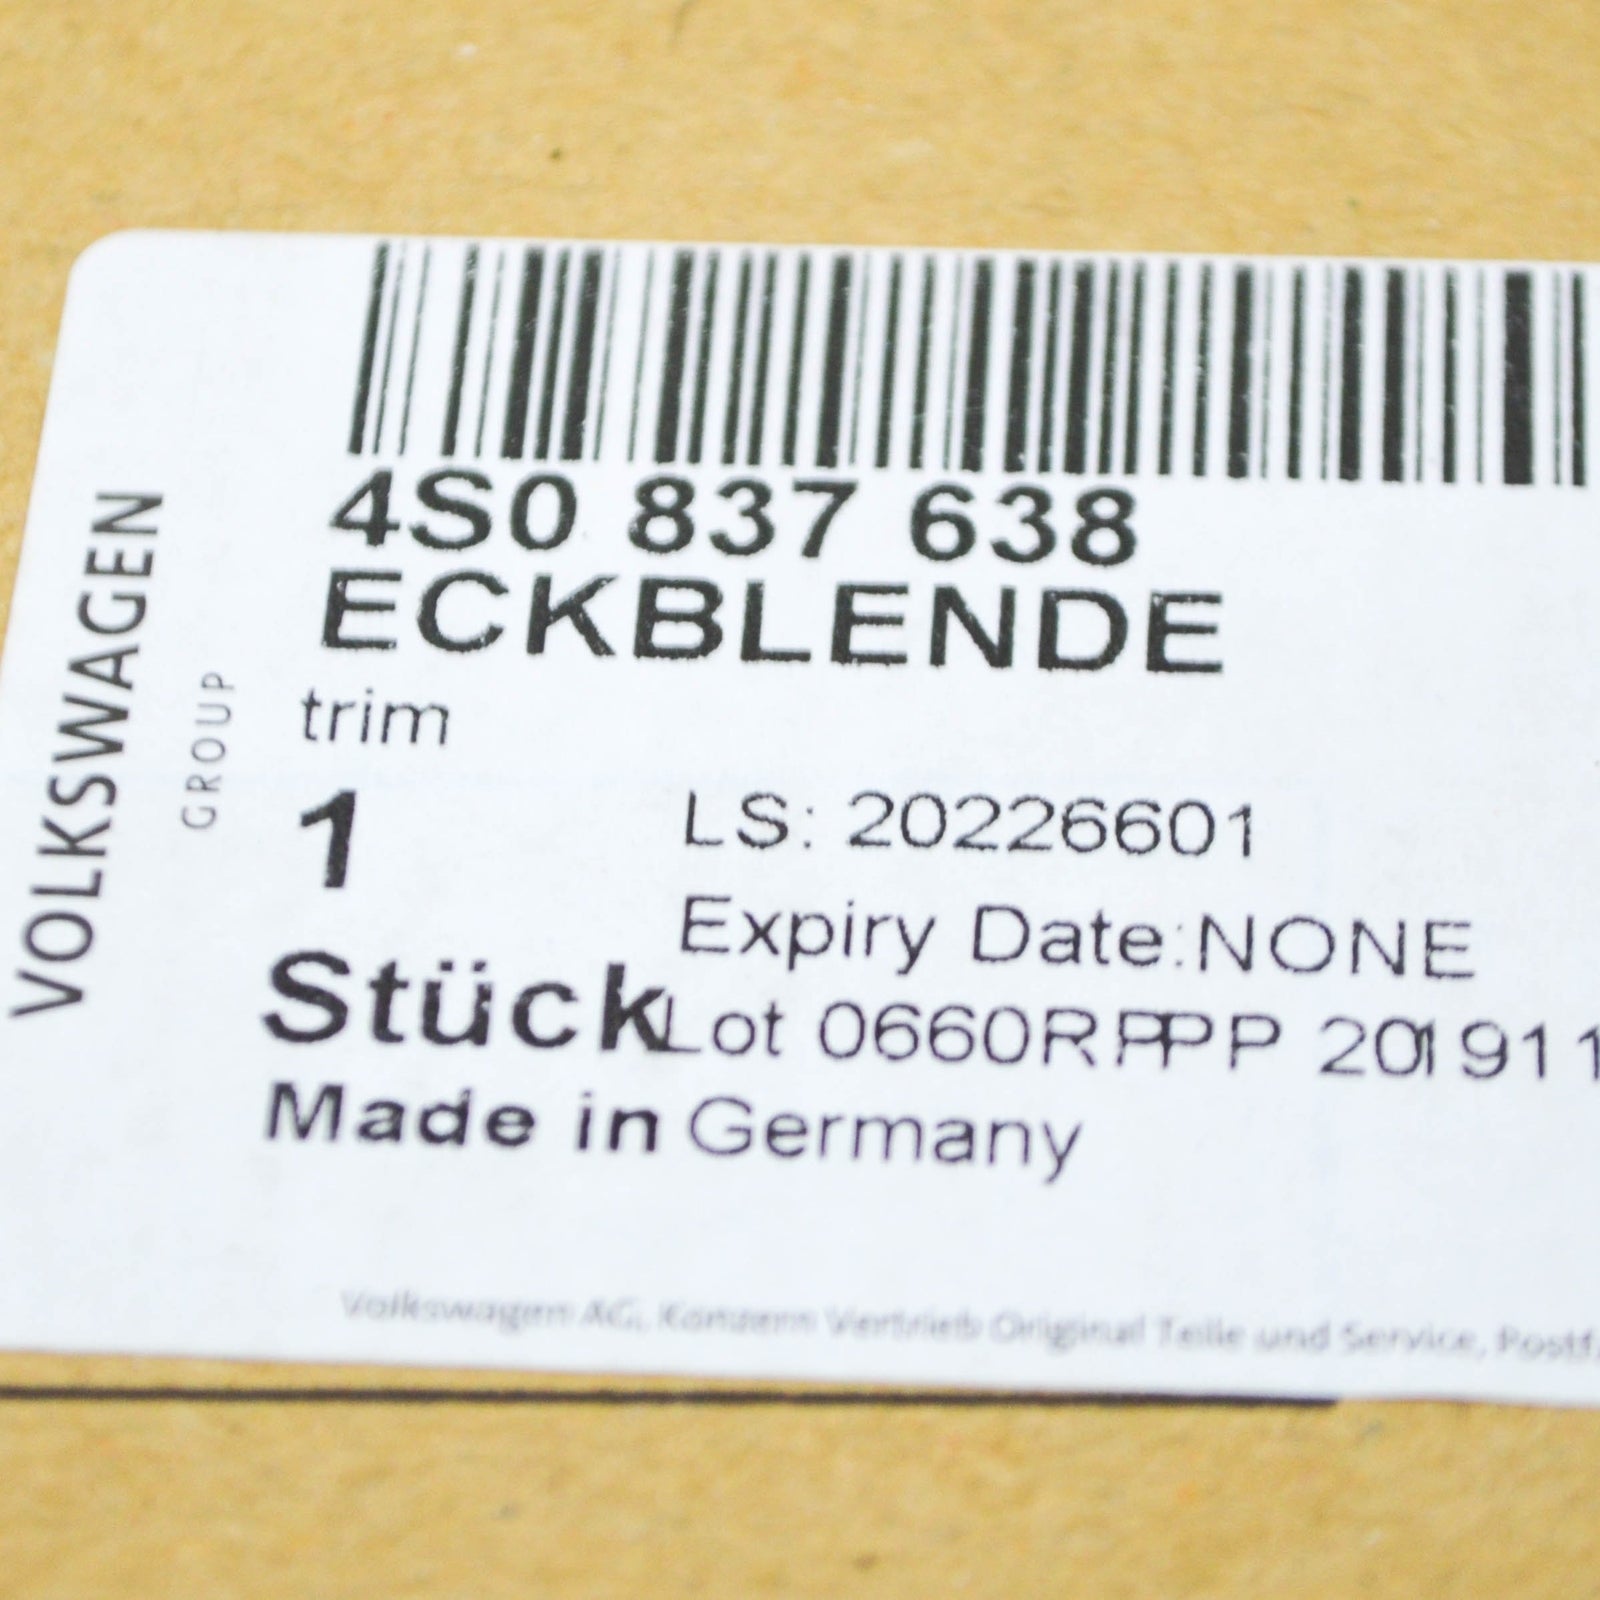 VOLKSWAGEN
GROUP
4S0 837 638
ECKBLENDE
trim
1
LS: 20226601
Expiry Date:NONE
Stück
Lot 0660RPPP 201911
Made in Germany
Volkswagen AG, Konzern Vertrieb Original Teile und Service,